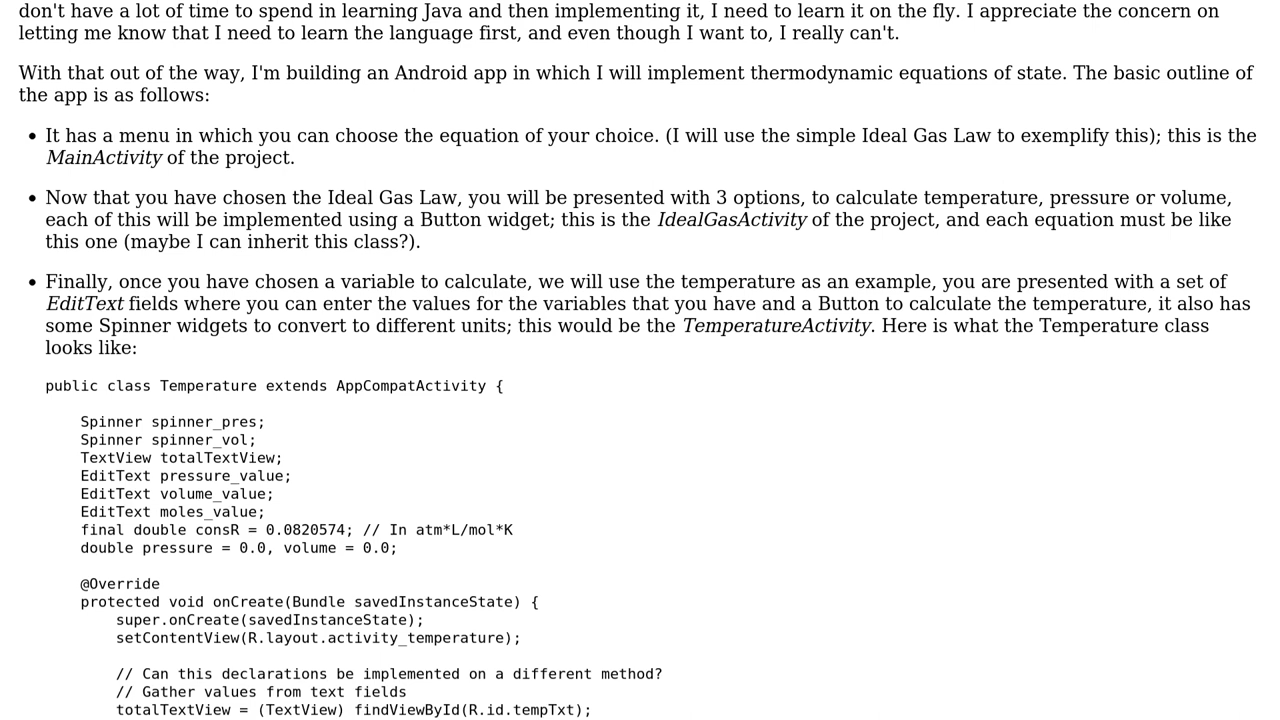 don't have a lot of time to spend in learning Java and then implementing it, I need to learn it on the fly. I appreciate the concern on
letting me know that I need to learn the language first, and even though I want to, I really can't.
With that out of the way, I'm building an Android app in which I will implement thermodynamic equations of state. The basic outline of
the app is as follows:
• It has a menu in which you can choose the equation of your choice. (I will use the simple Ideal Gas Law to exemplify this); this is the
MainActivity of the project.
• Now that you have chosen the Ideal Gas Law, you will be presented with 3 options, to calculate temperature, pressure or volume,
each of this will be implemented using a Button widget; this is the IdealGasActivity of the project, and each equation must be like
this one (maybe I can inherit this class?).
• Finally, once you have chosen a variable to calculate, we will use the temperature as an example, you are presented with a set of
EditText fields where you can enter the values for the variables that you have and a Button to calculate the temperature, it also has
some Spinner widgets to convert to different units; this would be the TemperatureActivity. Here is what the Temperature class
looks like:
public class Temperature extends AppCompatActivity {
    Spinner spinner_pres;
    Spinner spinner_vol;
    TextView totalTextView;
    EditText pressure_value;
    EditText volume_value;
    EditText moles_value;
    final double consR = 0.0820574; // In atm*L/mol*K
    double pressure = 0.0, volume = 0.0;
    @Override
    protected void onCreate(Bundle savedInstanceState) {
        super.onCreate(savedInstanceState);
        setContentView(R.layout.activity_temperature);
        // Can this declarations be implemented on a different method?
        // Gather values from text fields
        totalTextView = (TextView) findViewById(R.id.tempTxt);